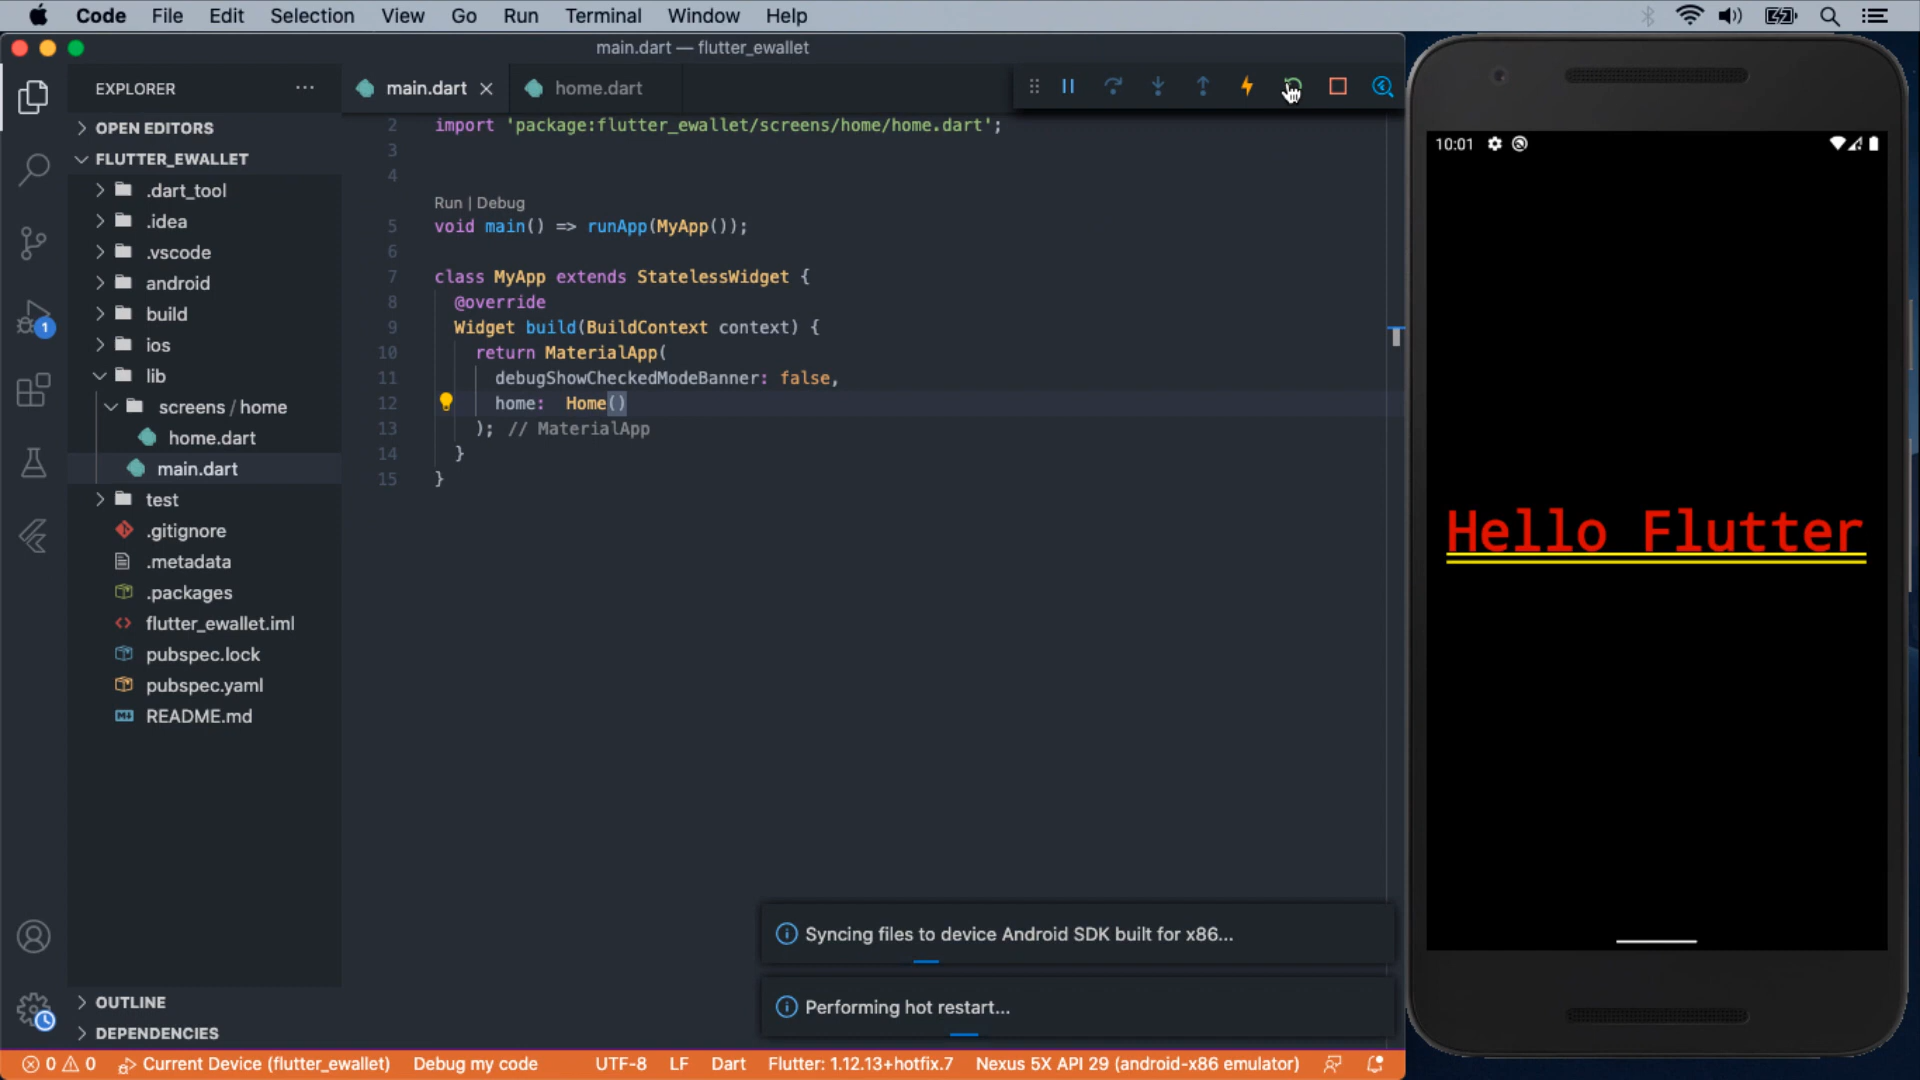 Code File Edit Selection View Go Run Terminal Window Help
main.dart — flutter_ewallet
EXPLORER
main.dart
home.dart
OPEN EDITORS
FLUTTER_EWALLET
.dart_tool
.idea
.vscode
android
build
ios
lib
screens / home
home.dart
main.dart
test
.gitignore
.metadata
.packages
flutter_ewallet.iml
pubspec.lock
pubspec.yaml
README.md
OUTLINE
DEPENDENCIES
1
2 import 'package:flutter_ewallet/screens/home/home.dart';
3
4
Run | Debug
5 void main() => runApp(MyApp());
6
7 class MyApp extends StatelessWidget {
8 @override
9 Widget build(BuildContext context) {
10 return MaterialApp(
11 debugShowCheckedModeBanner: false,
12 home:  Home()
13 ); // MaterialApp
14 }
15 }
Syncing files to device Android SDK built for x86...
Performing hot restart...
0 0 Current Device (flutter_ewallet) Debug my code UTF-8 LF Dart Flutter: 1.12.13+hotfix.7 Nexus 5X API 29 (android-x86 emulator)
10:01
Hello Flutter